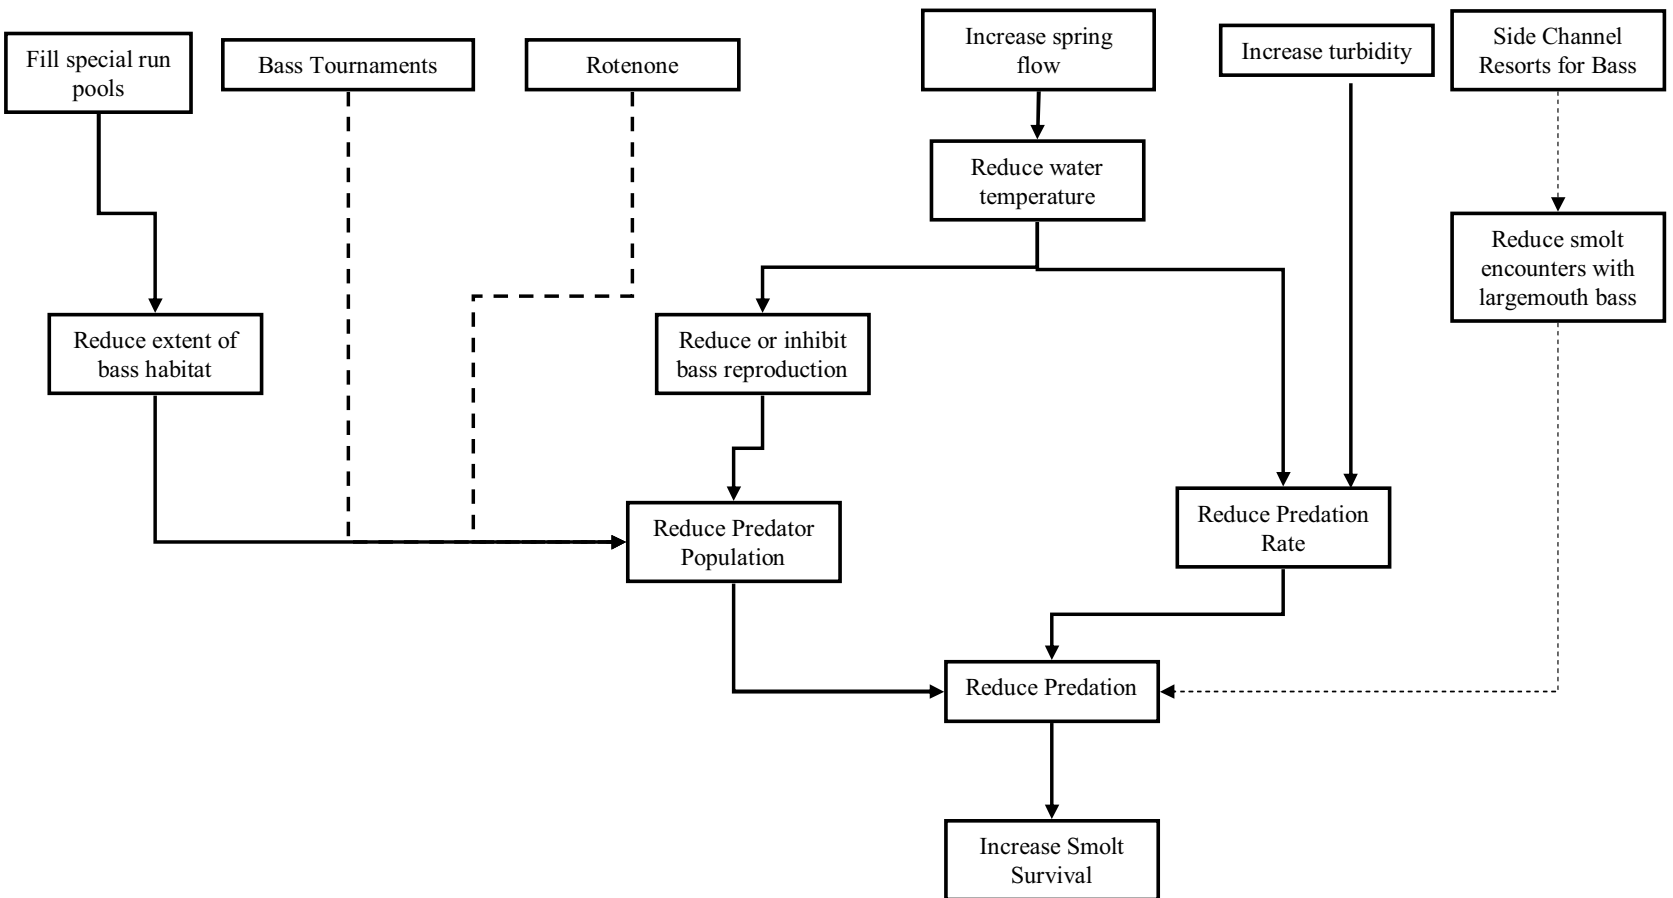 Fill special run
pools
Bass Tournaments
Rotenone
Increase spring
flow
Increase turbidity
Side Channel
Resorts for Bass
Reduce water
temperature
Reduce smolt
encounters with
largemouth bass
Reduce extent of
bass habitat
Reduce or inhibit
bass reproduction
Reduce Predator
Population
Reduce Predation
Rate
Reduce Predation
Increase Smolt
Survival